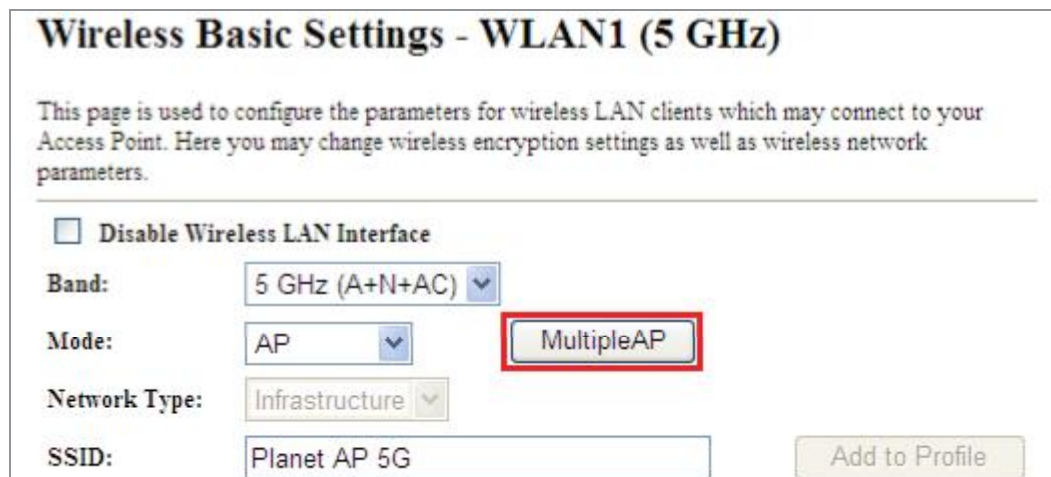 Wireless Basic Settings - WLAN1 (5 GHz)
This page is used to configure the parameters for wireless LAN clients which may connect to your
Access Point. Here you may change wireless encryption settings as well as wireless network
parameters.
Disable Wireless LAN Interface
Band: 5 GHz (A+N+AC)
Mode: AP MultipleAP
Network Type: Infrastructure
SSID: Planet AP 5G Add to Profile